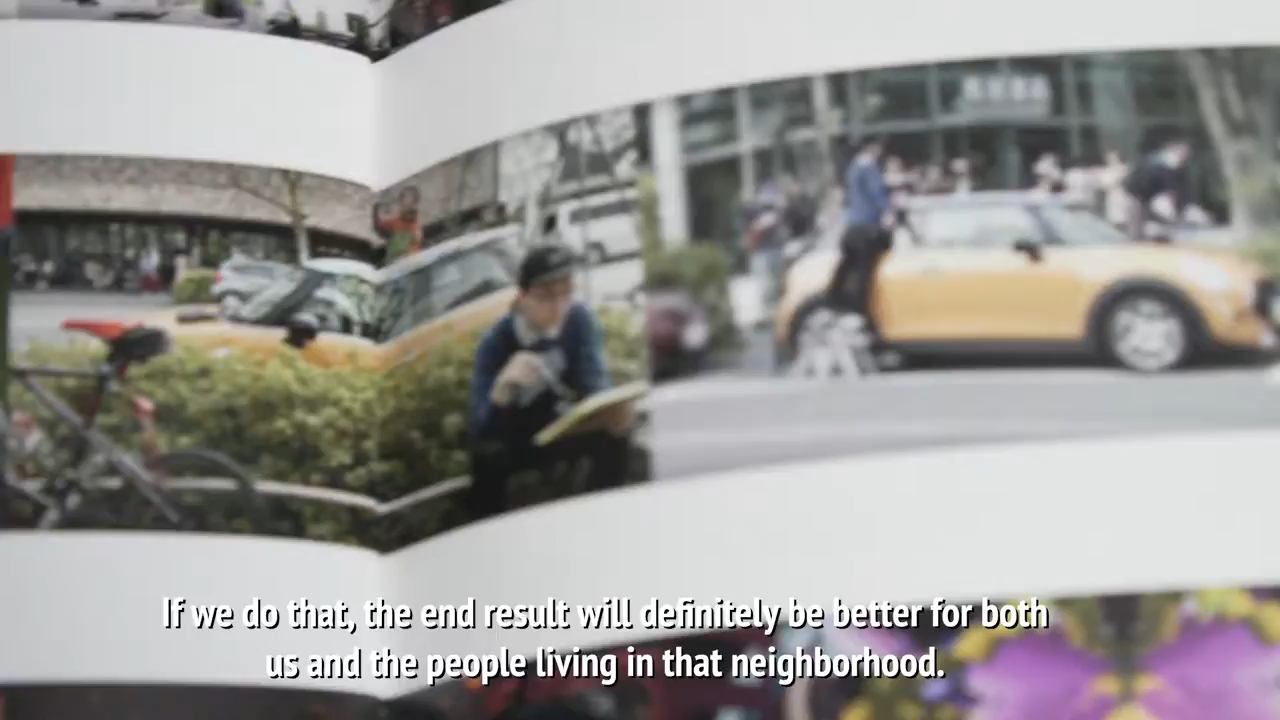 If we do that, the end result will definitely be better for both
us and the people living in that neighborhood.